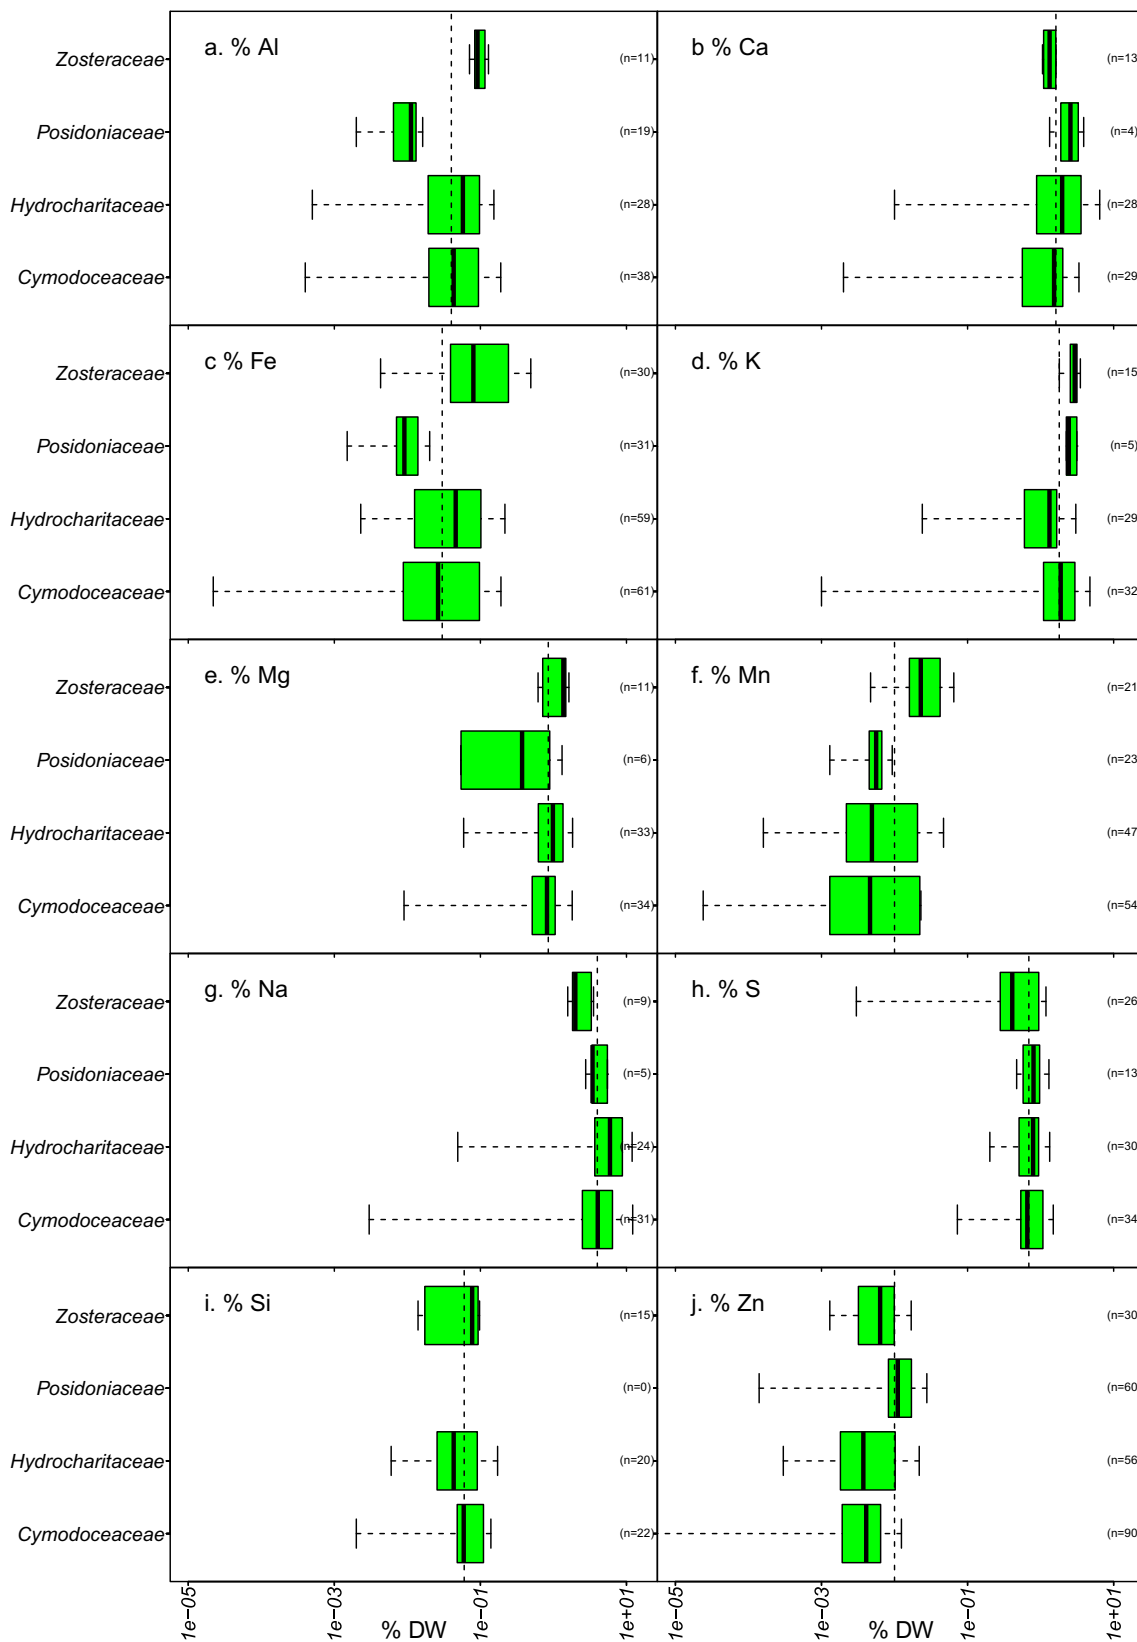 a. % Al
b % Ca
Zosteraceae
(n=11)
(n=13
Posidoniaceae
(n=19)
(n=4)
Hydrocharitaceae
(n=28)
(n=28
Cymodoceaceae
(n=38)
(n=29
c % Fe
d. % K
Zosteraceae
(n=30)
(n=15
Posidoniaceae
(n=31)
(n=5)
Hydrocharitaceae
(n=59)
(n=29
Cymodoceaceae
(n=61)
(n=32
e. % Mg
f. % Mn
Zosteraceae
(n=11)
(n=21
Posidoniaceae
(n=6)
(n=23
Hydrocharitaceae
(n=33)
(n=47
Cymodoceaceae
(n=34)
(n=54
g. % Na
h. % S
Zosteraceae
(n=9)
(n=26
Posidoniaceae
(n=5)
(n=13
Hydrocharitaceae
(n=24)
(n=30
Cymodoceaceae
(n=31)
(n=34
i. % Si
j. % Zn
Zosteraceae
(n=15)
(n=30
Posidoniaceae
(n=0)
(n=60
Hydrocharitaceae
(n=20)
(n=56
Cymodoceaceae
(n=22)
(n=90
1e−05
1e−03
1e−01
1e+01
1e−05
1e−03
1e−01
1e+01
% DW
% DW